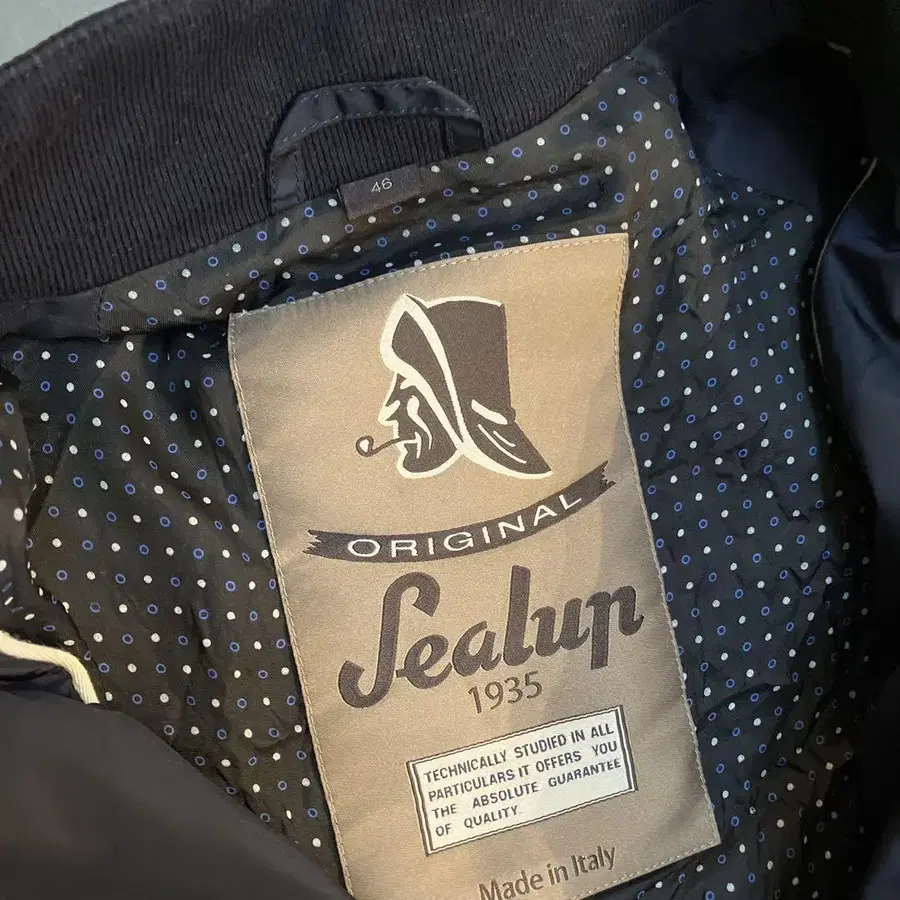 46
ORIGINAL
Sealup
1935
TECHNICALLY STUDIED IN ALL
PARTICULARS IT OFFERS YOU
THE ABSOLUTE GUARANTEE
OF QUALITY.
Made in Italy